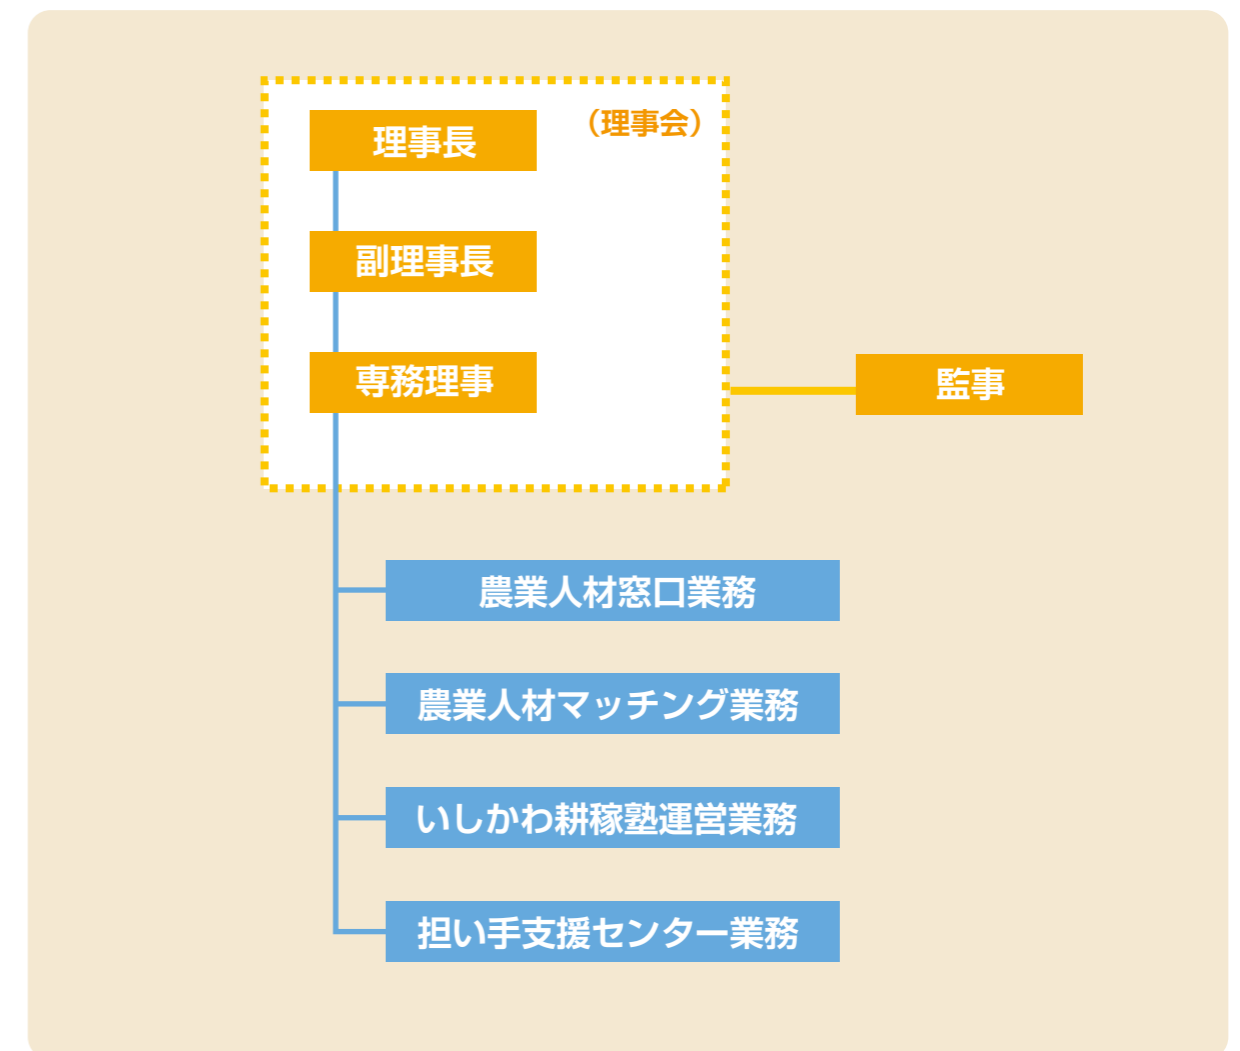 理事長
（理事会）
副理事長
専務理事
監事
農業人材窓口業務
農業人材マッチング業務
いしかわ耕稼塾運営業務
担い手支援センター業務